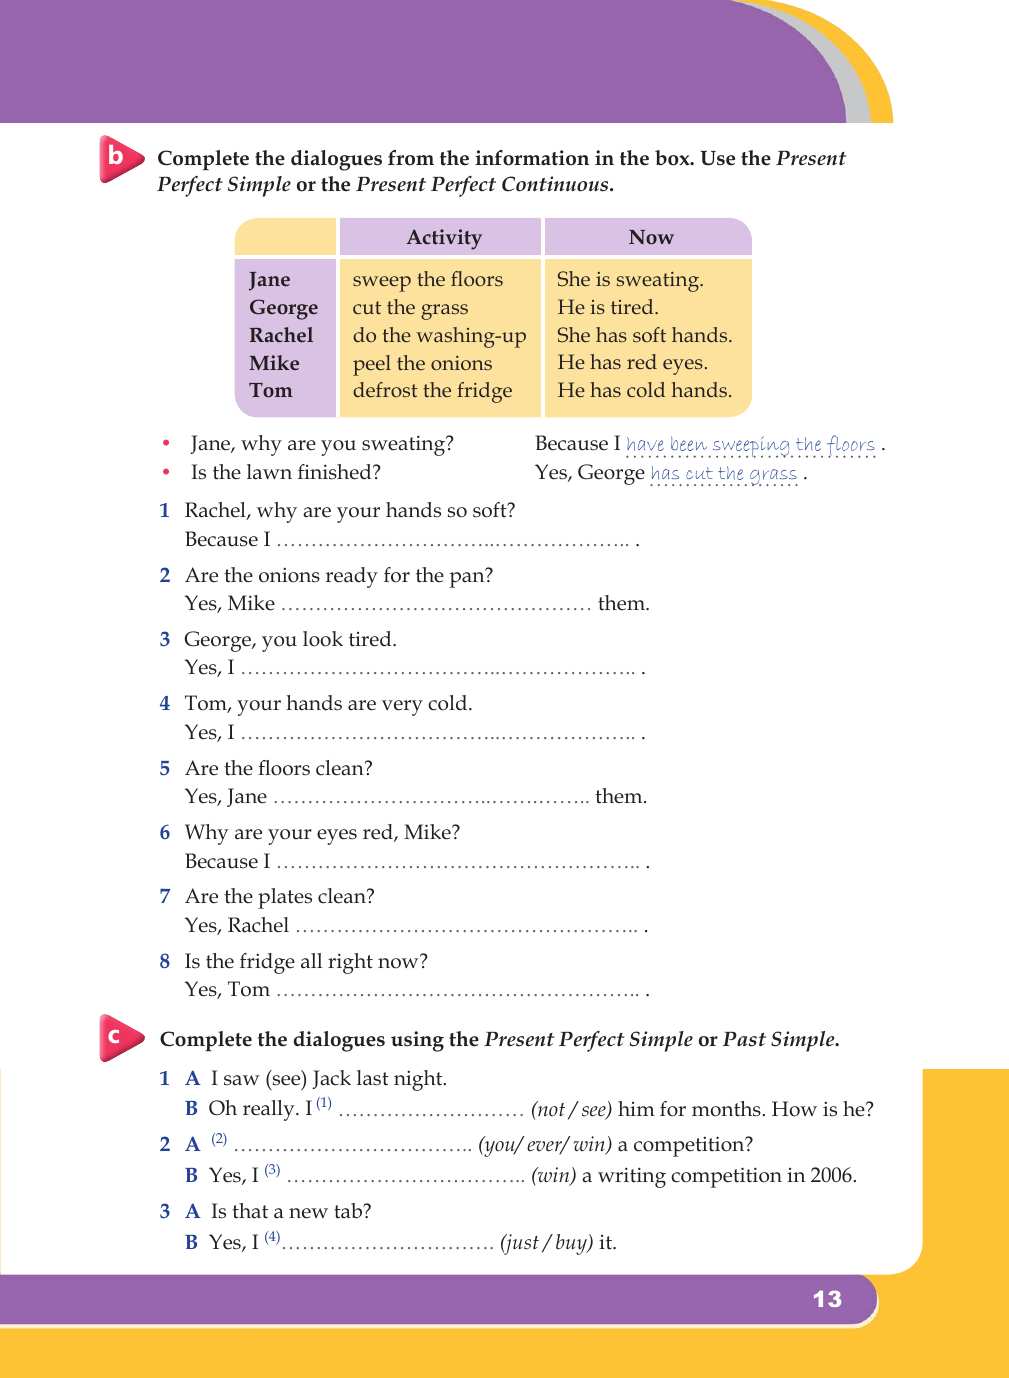 b
Complete the dialogues from the information in the box. Use the Present
Perfect Simple or the Present Perfect Continuous.
Activity Now
Jane sweep the floors She is sweating.
George cut the grass He is tired.
Rachel do the washing-up She has soft hands.
Mike peel the onions He has red eyes.
Tom defrost the fridge He has cold hands.
• Jane, why are you sweating? Because I have been sweeping the floors .
• Is the lawn finished? Yes, George has cut the grass .
1 Rachel, why are your hands so soft?
Because I ………………………………………….. .
2 Are the onions ready for the pan?
Yes, Mike ……………………………………… them.
3 George, you look tired.
Yes, I ……………………………………………….. .
4 Tom, your hands are very cold.
Yes, I ……………………………………………….. .
5 Are the floors clean?
Yes, Jane …………………………..…….…….. them.
6 Why are your eyes red, Mike?
Because I …………………………………………….. .
7 Are the plates clean?
Yes, Rachel ………………………………………….. .
8 Is the fridge all right now?
Yes, Tom …………………………………………….. .
c
Complete the dialogues using the Present Perfect Simple or Past Simple.
1 A I saw (see) Jack last night.
B Oh really. I (1) ……………………… (not / see) him for months. How is he?
2 A (2) …………………………….. (you/ ever/ win) a competition?
B Yes, I (3) …………………………….. (win) a writing competition in 2006.
3 A Is that a new tab?
B Yes, I (4)…………………………. (just / buy) it.
13